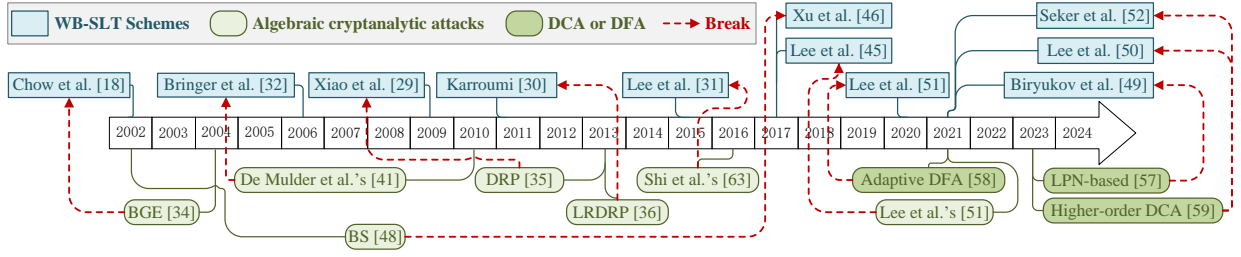 WB-SLT Schemes
Algebraic cryptanalytic attacks
DCA or DFA
Break
Xu et al. [46]
Seker et al. [52]
Lee et al. [45]
Lee et al. [50]
Chow et al. [18]
Bringer et al. [32]
Xiao et al. [29]
Karroumi [30]
Lee et al. [31]
Lee et al. [51]
Biryukov et al. [49]
2002 2003 2004 2005 2006 2007 2008 2009 2010 2011 2012 2013 2014 2015 2016 2017 2018 2019 2020 2021 2022 2023 2024
De Mulder et al.'s [41]
DRP [35]
Shi et al.'s [63]
Adaptive DFA [58]
LPN-based [57]
BGE [34]
LRDRP [36]
Lee et al.'s [51]
Higher-order DCA [59]
BS [48]